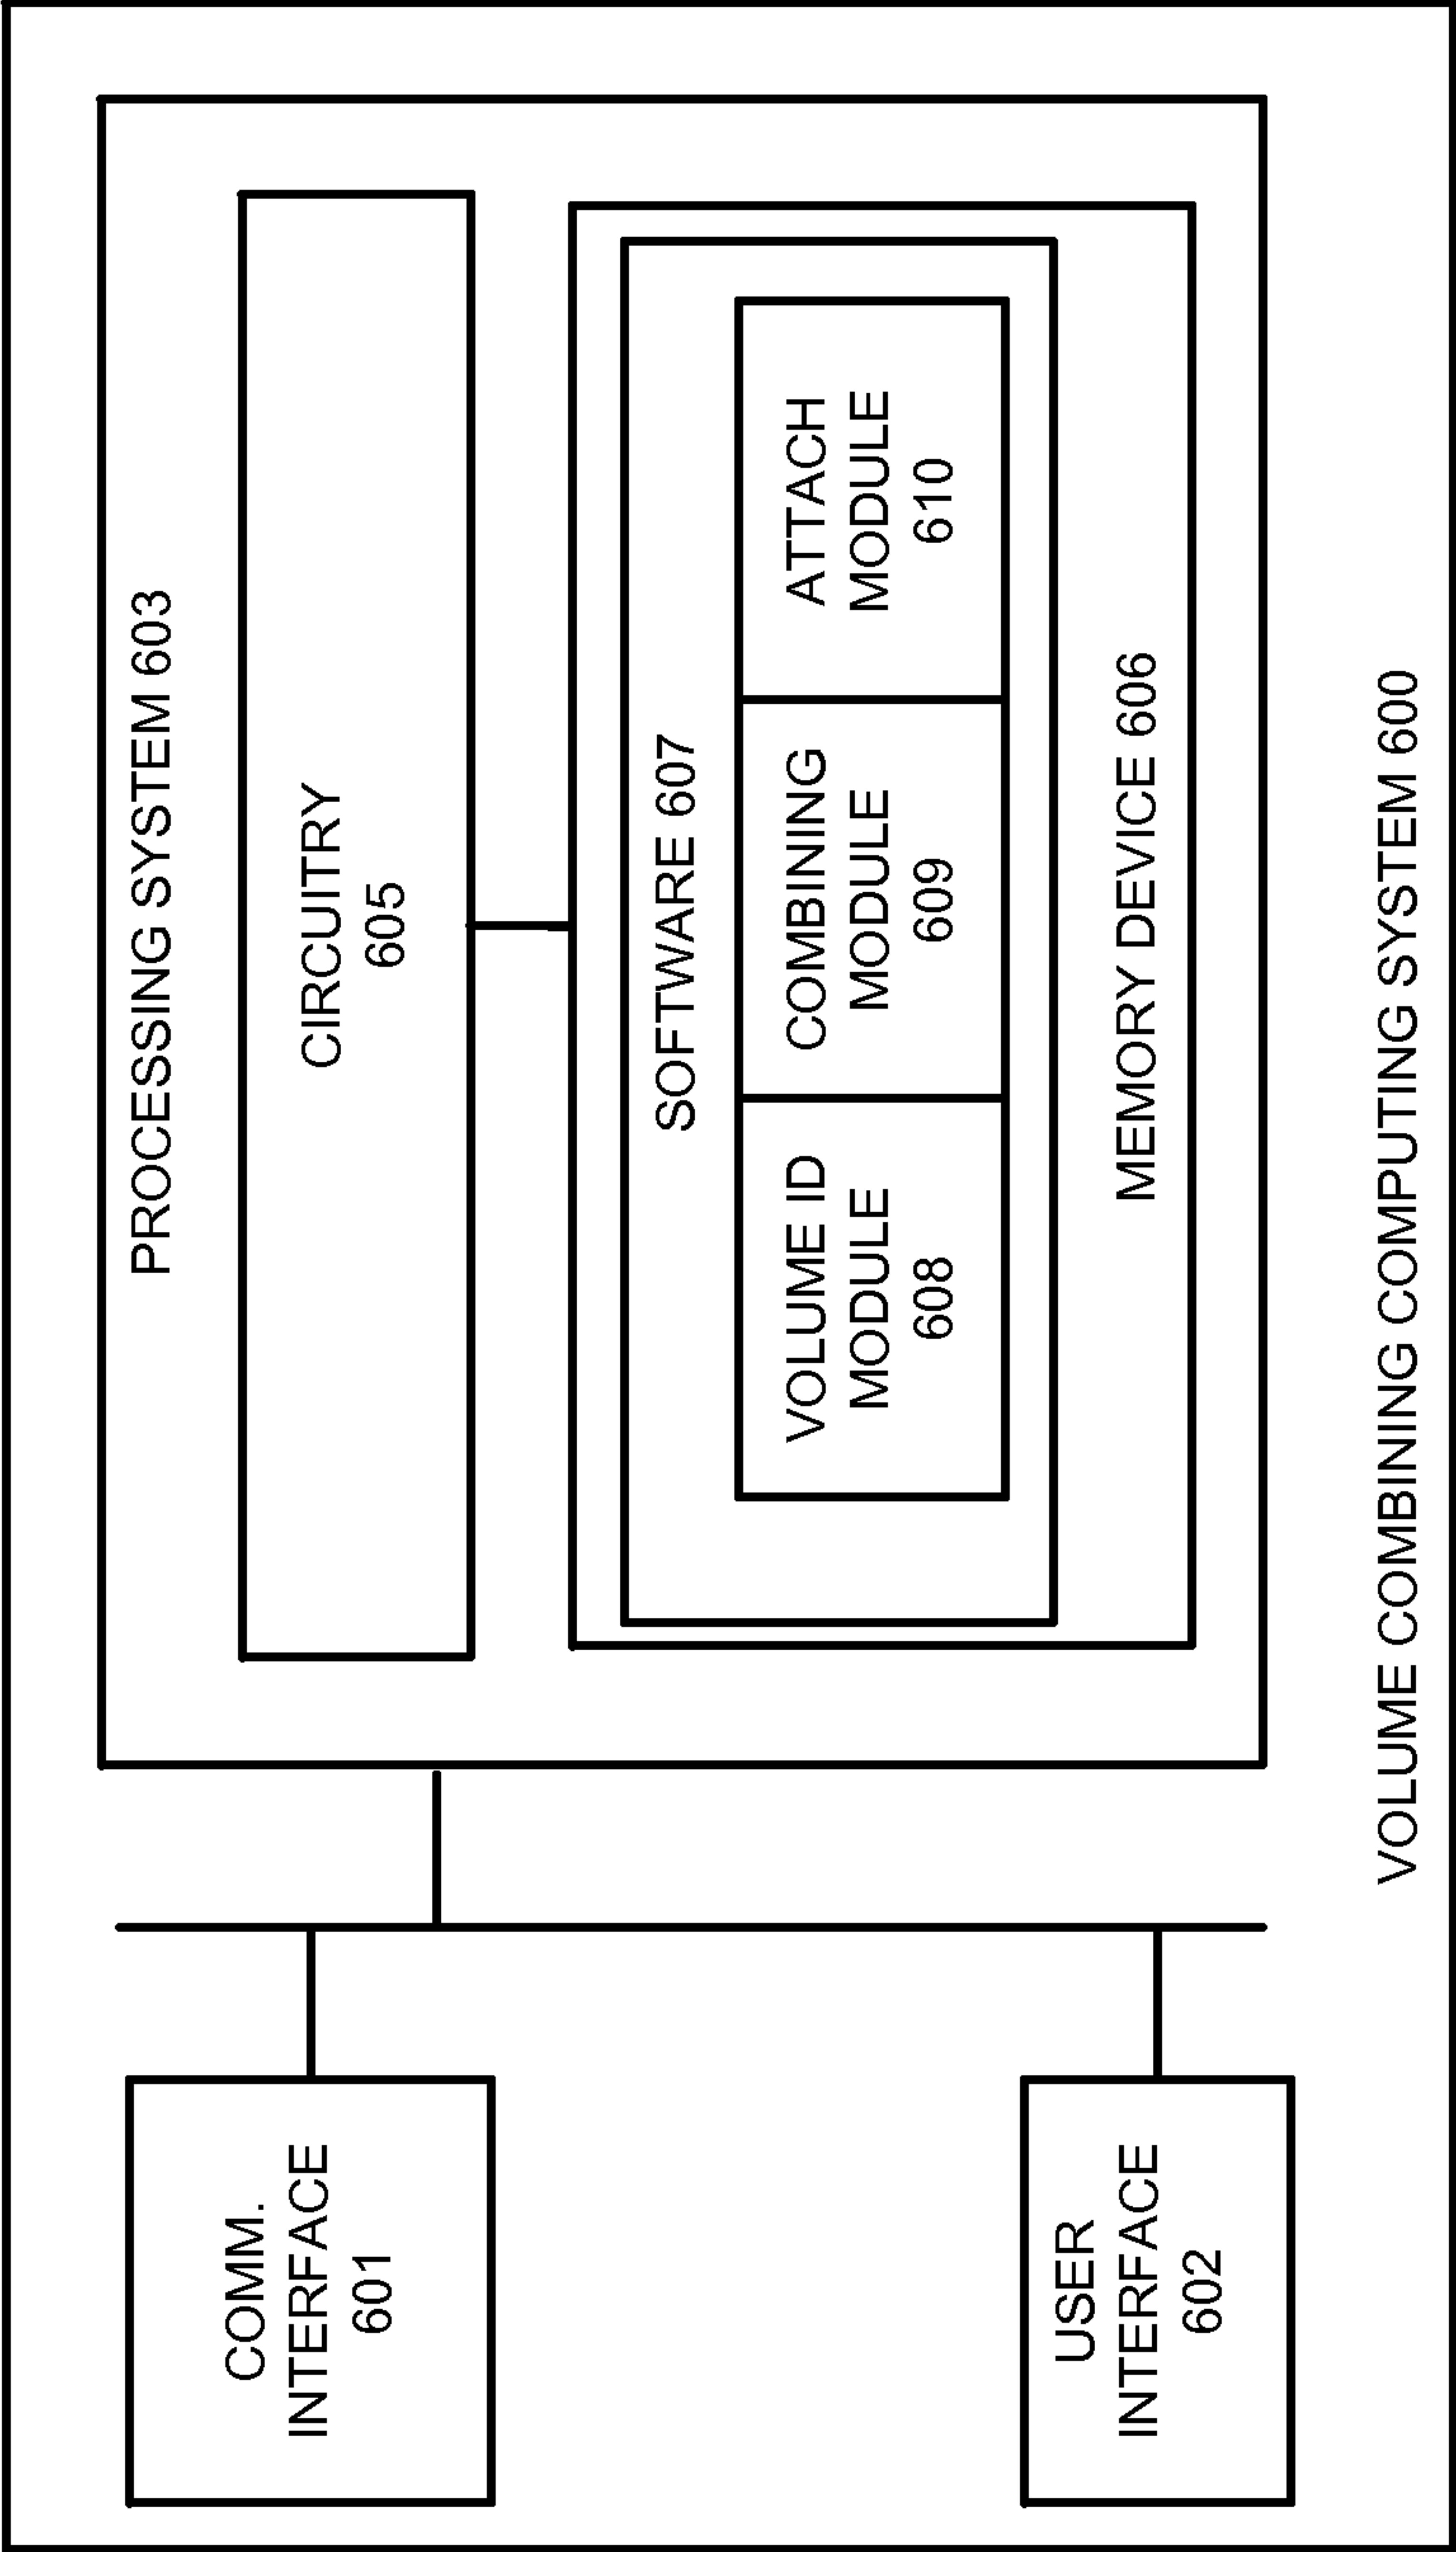 PROCESSING SYSTEM 603
CIRCUITRY
605
SOFTWARE 607
VOLUME ID
MODULE
608
COMBINING
MODULE
609
ATTACH
MODULE
610
MEMORY DEVICE 606
COMM.
INTERFACE
601
USER
INTERFACE
602
VOLUME COMBINING COMPUTING SYSTEM 600